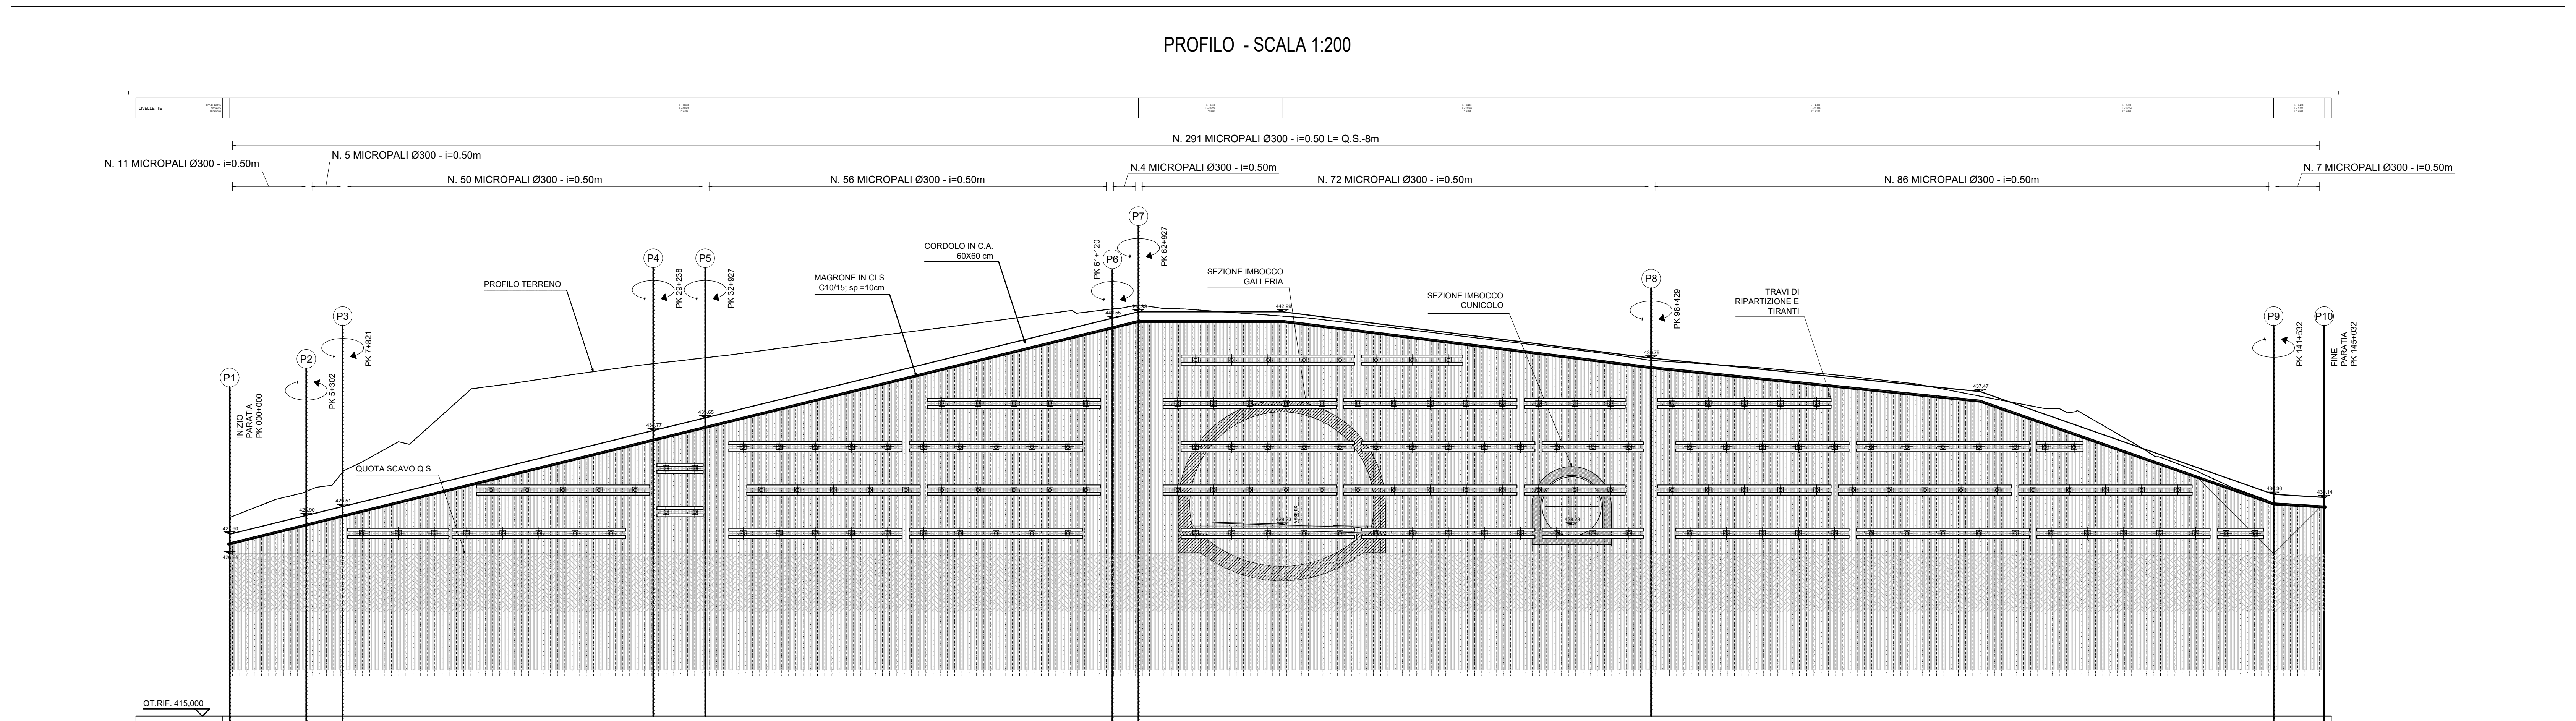 PROFILO - SCALA 1:200
LIVELLETTE
N. 291 MICROPALI Ø300 - i=0.50 L= Q.S.-8m
N. 11 MICROPALI Ø300 - i=0.50m
N. 5 MICROPALI Ø300 - i=0.50m
N. 50 MICROPALI Ø300 - i=0.50m
N. 56 MICROPALI Ø300 - i=0.50m
N.4 MICROPALI Ø300 - i=0.50m
N. 72 MICROPALI Ø300 - i=0.50m
N. 86 MICROPALI Ø300 - i=0.50m
N. 7 MICROPALI Ø300 - i=0.50m
P1
INIZIO
PARATIA
PK 000+000
P2
PK 5+302
P3
PK 7+821
P4
PK 29+238
P5
PK 32+927
P6
PK 61+120
P7
PK 62+927
P8
PK 98+429
P9
PK 141+532
P10
FINE
PARATIA
PK 145+032
PROFILO TERRENO
MAGRONE IN CLS
C10/15; sp.=10cm
CORDOLO IN C.A.
60X60 cm
SEZIONE IMBOCCO
GALLERIA
SEZIONE IMBOCCO
CUNICOLO
TRAVI DI
RIPARTIZIONE E
TIRANTI
QUOTA SCAVO Q.S.
442.99
437.47
428.23
QT.RIF. 415,000